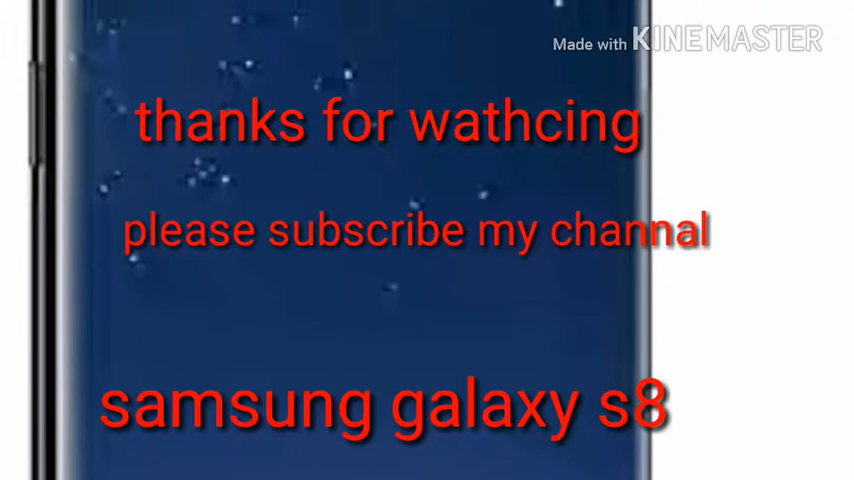 Made with KINEMASTER
thanks for wathcing
please subscribe my channal
samsung galaxy s8